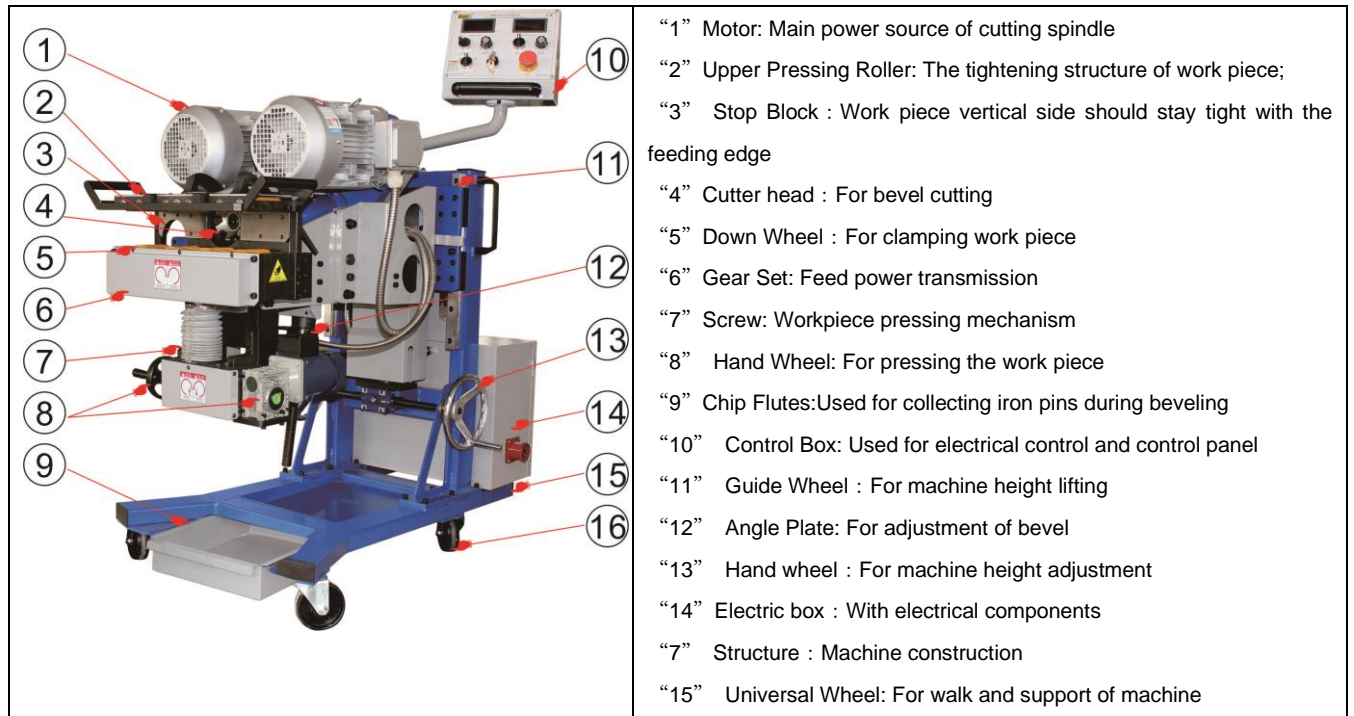 1
2
3
4
5
6
7
8
9
10
11
12
13
14
15
16
“1” Motor: Main power source of cutting spindle
“2” Upper Pressing Roller: The tightening structure of work piece;
“3” Stop Block：Work piece vertical side should stay tight with the
feeding edge
“4” Cutter head：For bevel cutting
“5” Down Wheel：For clamping work piece
“6” Gear Set: Feed power transmission
“7” Screw: Workpiece pressing mechanism
“8” Hand Wheel: For pressing the work piece
“9” Chip Flutes:Used for collecting iron pins during beveling
“10” Control Box: Used for electrical control and control panel
“11” Guide Wheel：For machine height lifting
“12” Angle Plate: For adjustment of bevel
“13” Hand wheel：For machine height adjustment
“14” Electric box：With electrical components
“7” Structure：Machine construction
“15” Universal Wheel: For walk and support of machine